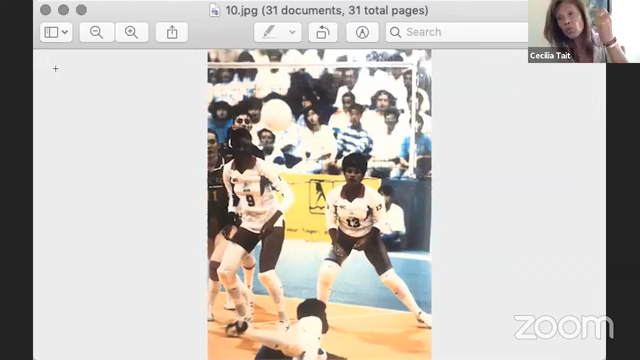 10.jpg (31 documents, 31 total pages)
Search
Cecilia Tait
9
13
zoom